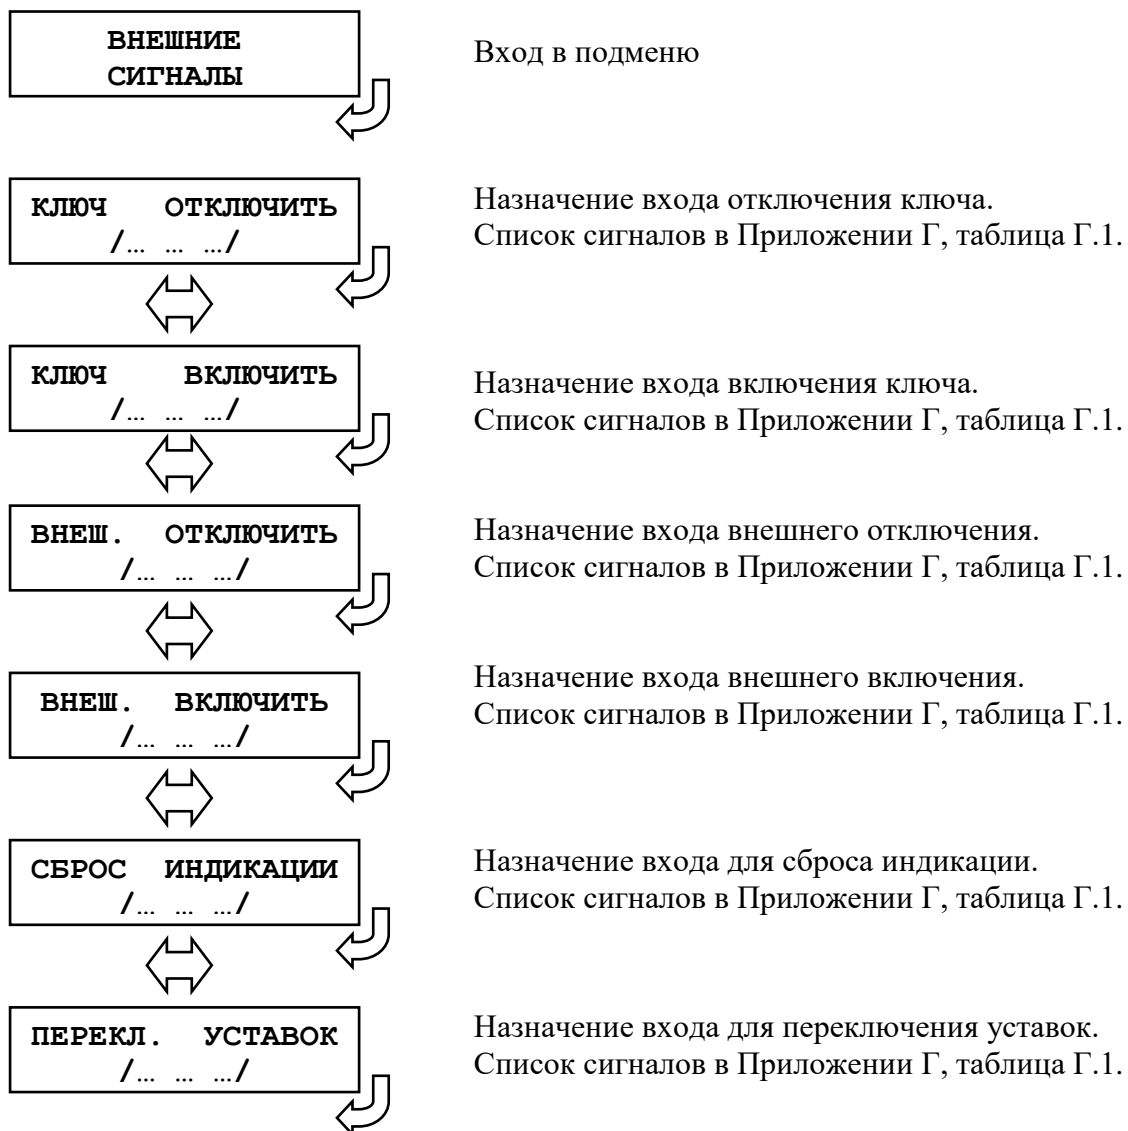 ВНЕШНИЕ
СИГНАЛЫ
Вход в подменю
КЛЮЧ ОТКЛЮЧИТЬ
/… … …/
Назначение входа отключения ключа.
Список сигналов в Приложении Г, таблица Г.1.
КЛЮЧ ВКЛЮЧИТЬ
/… … …/
Назначение входа включения ключа.
Список сигналов в Приложении Г, таблица Г.1.
ВНЕШ. ОТКЛЮЧИТЬ
/… … …/
Назначение входа внешнего отключения.
Список сигналов в Приложении Г, таблица Г.1.
ВНЕШ. ВКЛЮЧИТЬ
/… … …/
Назначение входа внешнего включения.
Список сигналов в Приложении Г, таблица Г.1.
СБРОС ИНДИКАЦИИ
/… … …/
Назначение входа для сброса индикации.
Список сигналов в Приложении Г, таблица Г.1.
ПЕРЕКЛ. УСТАВОК
/… … …/
Назначение входа для переключения уставок.
Список сигналов в Приложении Г, таблица Г.1.